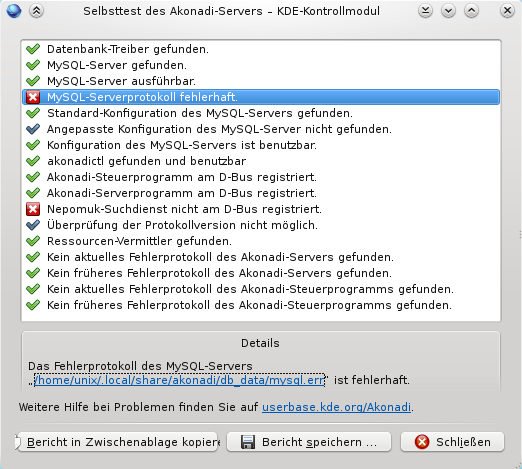 Selbsttest des Akonadi-Servers – KDE-Kontrollmodul
Datenbank-Treiber gefunden.
MySQL-Server gefunden.
MySQL-Server ausführbar.
MySQL-Serverprotokoll fehlerhaft.
Standard-Konfiguration des MySQL-Servers gefunden.
Angepasste Konfiguration des MySQL-Server nicht gefunden.
Konfiguration des MySQL-Servers ist benutzbar.
akonadictl gefunden und benutzbar
Akonadi-Steuerprogramm am D-Bus registriert.
Akonadi-Serverprogramm am D-Bus registriert.
Nepomuk-Suchdienst nicht am D-Bus registriert.
Überprüfung der Protokollversion nicht möglich.
Ressourcen-Vermittler gefunden.
Kein aktuelles Fehlerprotokoll des Akonadi-Servers gefunden.
Kein früheres Fehlerprotokoll des Akonadi-Servers gefunden.
Kein aktuelles Fehlerprotokoll des Akonadi-Steuerprogramms gefunden.
Kein früheres Fehlerprotokoll des Akonadi-Steuerprogramms gefunden.
Details
Das Fehlerprotokoll des MySQL-Servers
„/home/unix/.local/share/akonadi/db_data/mysql.err“ ist fehlerhaft.
Weitere Hilfe bei Problemen finden Sie auf userbase.kde.org/Akonadi.
Bericht in Zwischenablage kopiere
Bericht speichern ...
Schließen